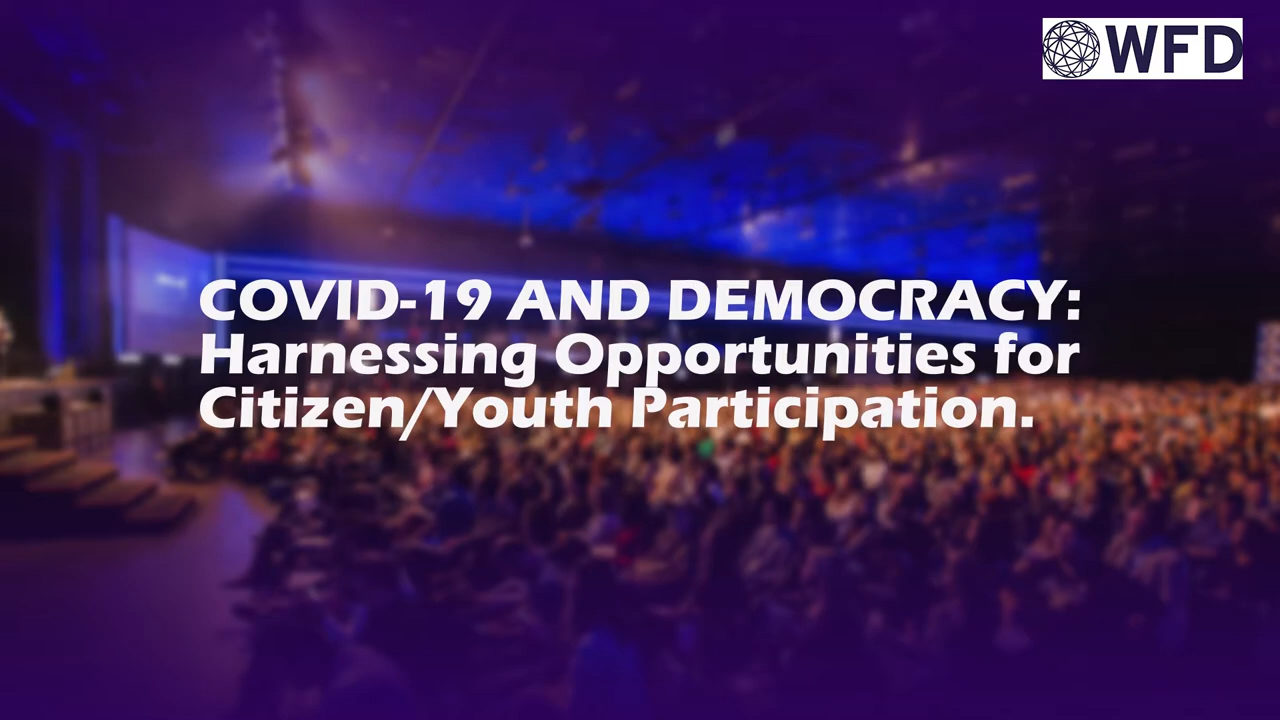 WFD
COVID-19 AND DEMOCRACY:
Harnessing Opportunities for
Citizen/Youth Participation.